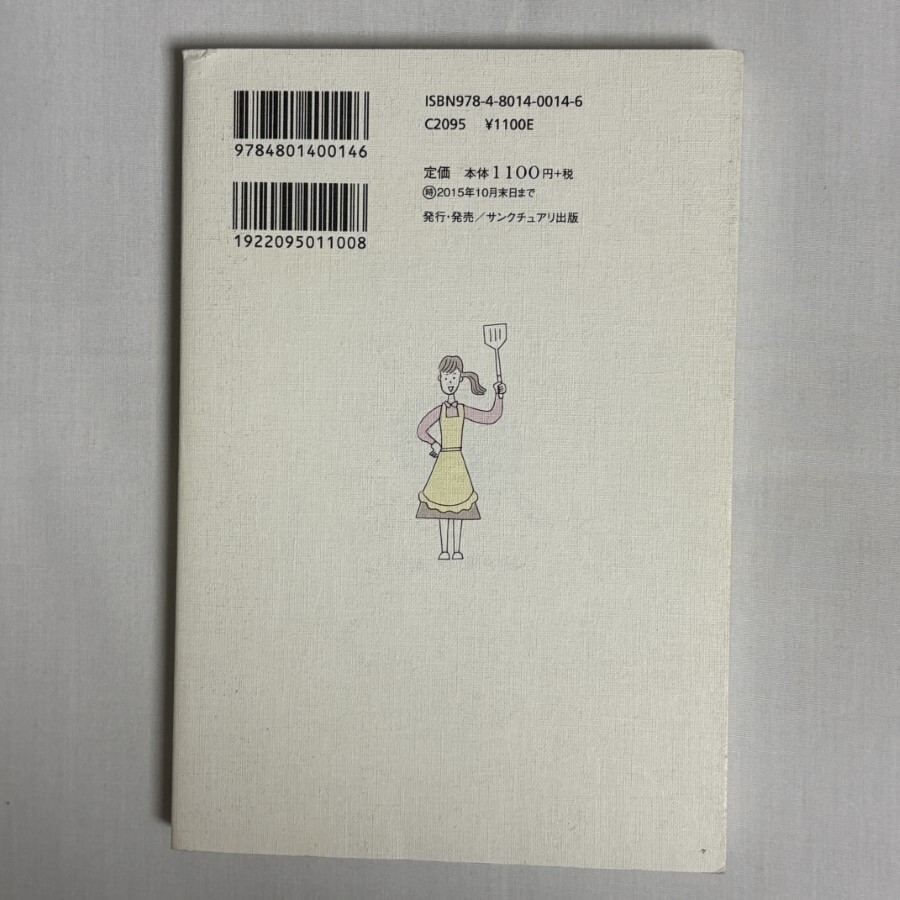 ISBN978-4-8014-0014-6
C2095 ¥1100E
9784801400146
定価 本体1100円+税
時2015年10月末日まで
発行・発売／サンクチュアリ出版
1922095011008